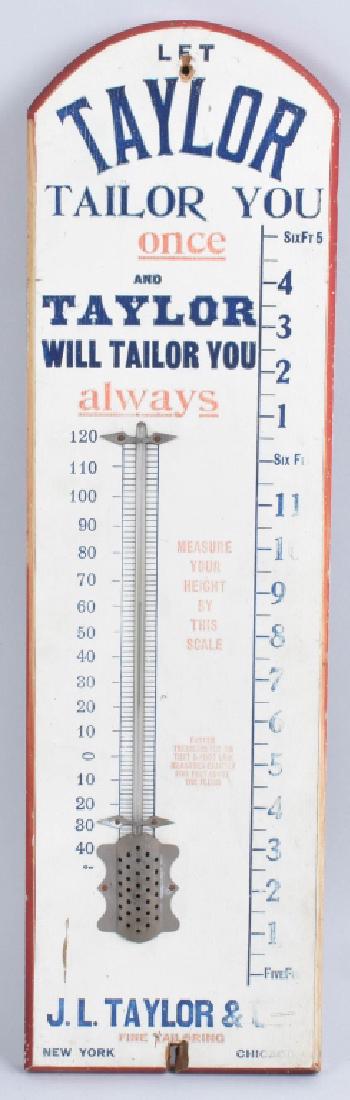 LET
TAYLOR
TAILOR YOU
once
AND
TAYLOR
WILL TAILOR YOU
always
120
110
100
90
80
70
60
50
40
30
20
10
0
10
20
30
40
SIX FT 5
4
3
2
1
SIX F
11
9
8
7
6
5
4
3
2
1
FIVE F
MEASURE
YOUR
HEIGHT
BY
THIS
SCALE
J. L. TAYLOR &
FINE TAILORING
NEW YORK CHICAGO